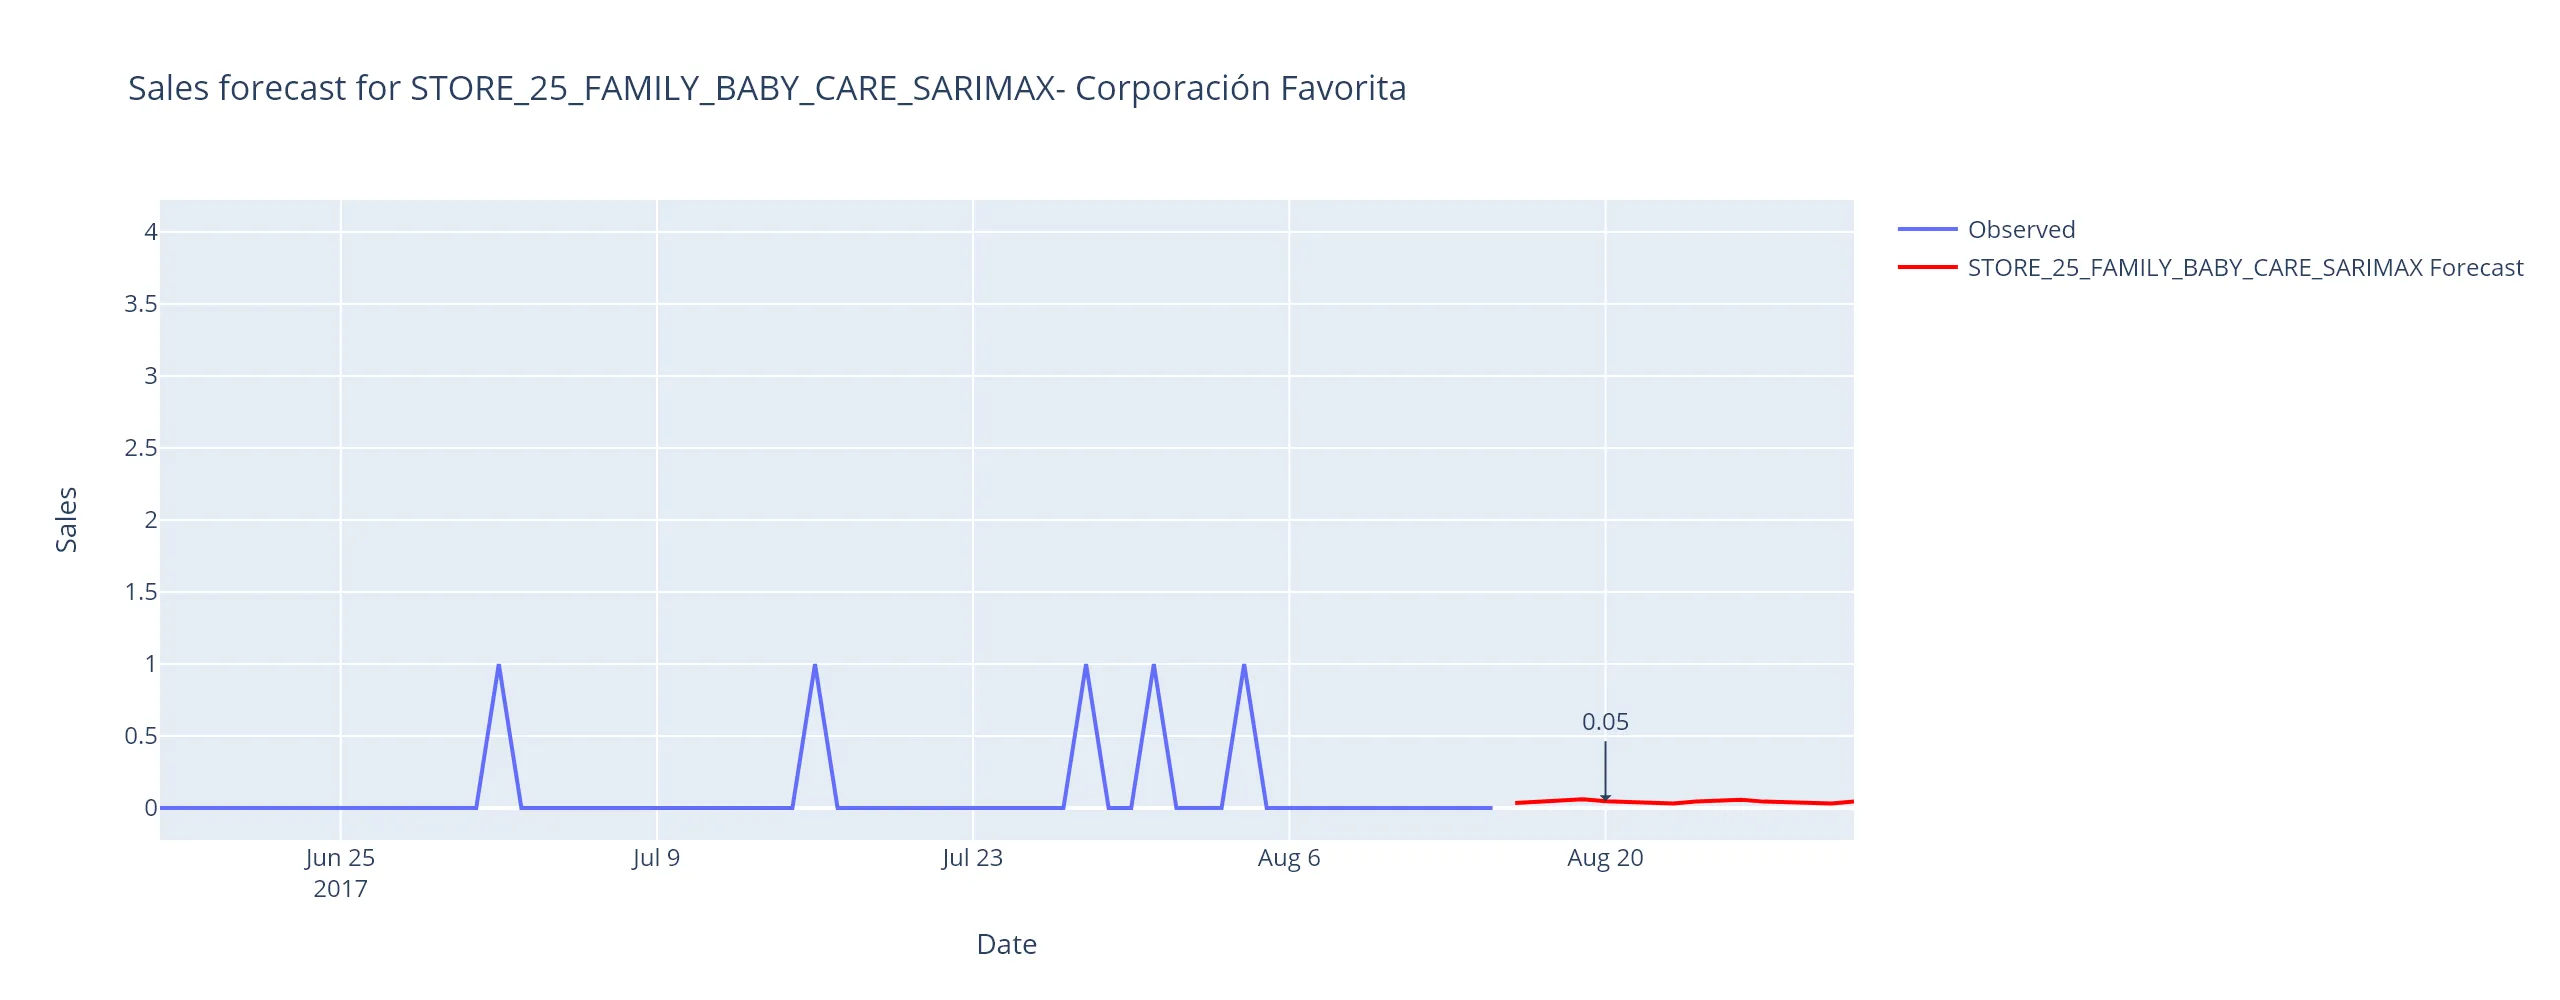 Sales forecast for STORE_25_FAMILY_BABY_CARE_SARIMAX- Corporación Favorita
Observed
STORE_25_FAMILY_BABY_CARE_SARIMAX Forecast
4
3.5
3
2.5
2
1.5
1
0.5
0
Sales
0.05
Jun 25
2017
Jul 9
Jul 23
Aug 6
Aug 20
Date